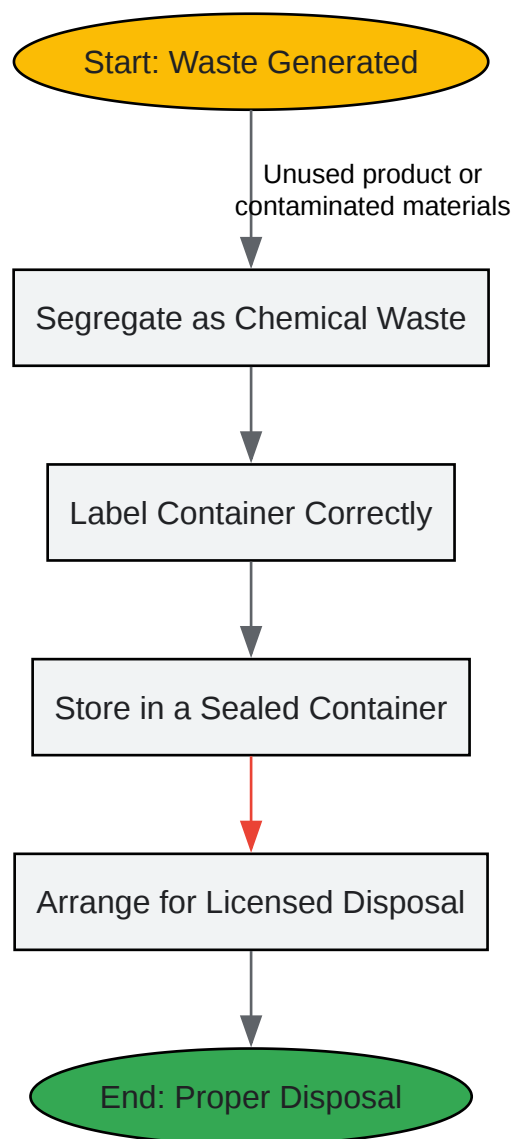 Start: Waste Generated
Unused product or
contaminated materials
Segregate as Chemical Waste
Label Container Correctly
Store in a Sealed Container
Arrange for Licensed Disposal
End: Proper Disposal